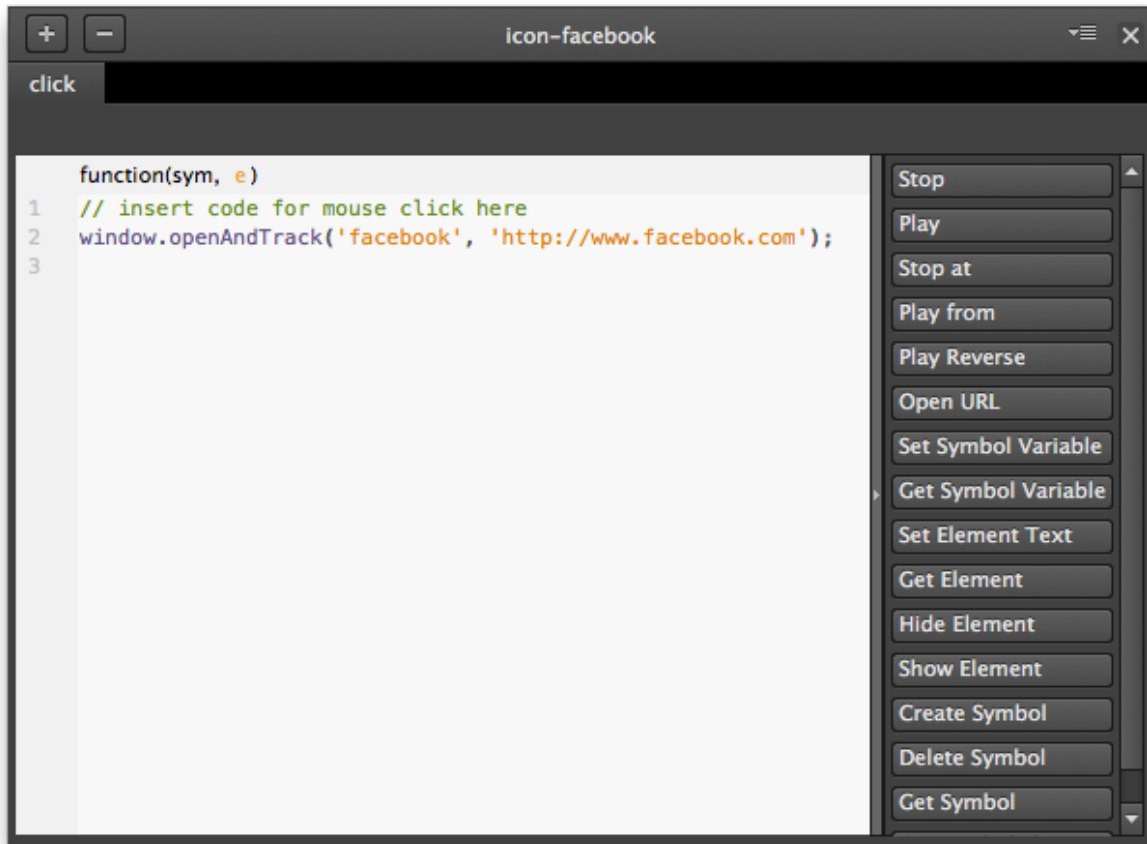 + − icon-facebook ×
click
function(sym, e)
1 // insert code for mouse click here
2 window.openAndTrack('facebook', 'http://www.facebook.com');
3
Stop
Play
Stop at
Play from
Play Reverse
Open URL
Set Symbol Variable
Get Symbol Variable
Set Element Text
Get Element
Hide Element
Show Element
Create Symbol
Delete Symbol
Get Symbol